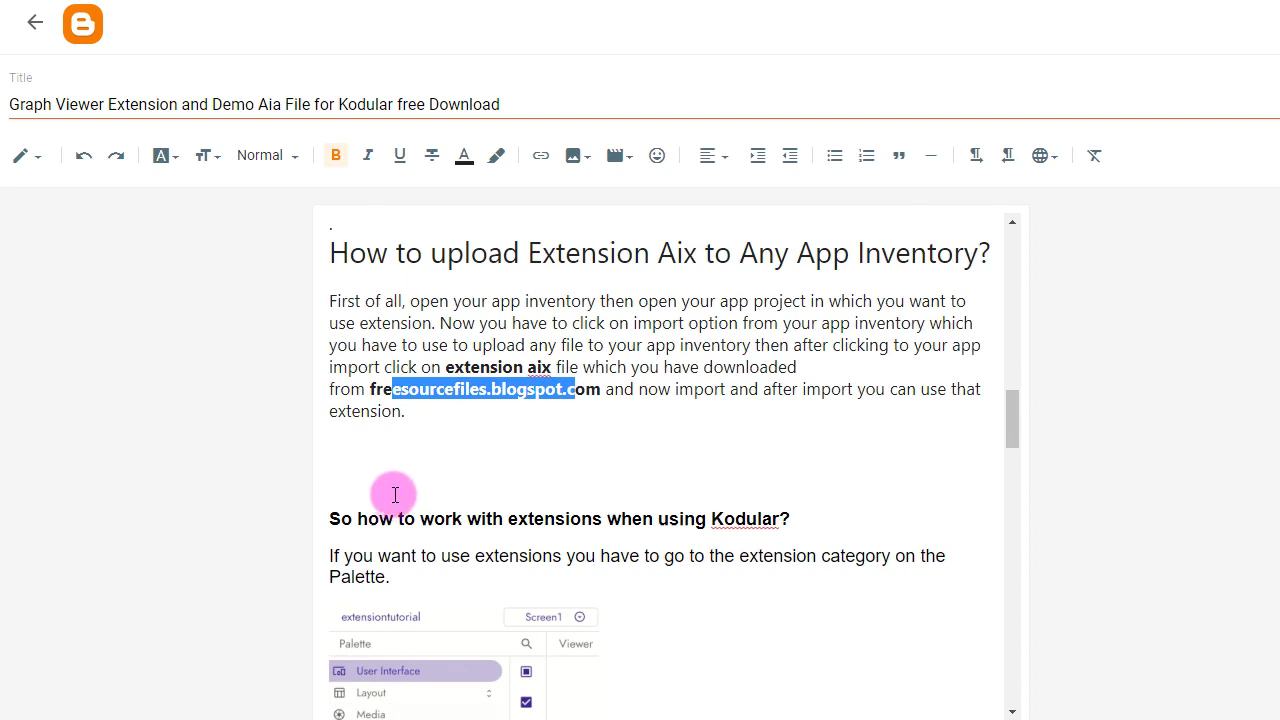 Title
Graph Viewer Extension and Demo Aia File for Kodular free Download
Normal
.
How to upload Extension Aix to Any App Inventory?
First of all, open your app inventory then open your app project in which you want to
use extension. Now you have to click on import option from your app inventory which
you have to use to upload any file to your app inventory then after clicking to your app
import click on extension aix file which you have downloaded
from freesourcefiles.blogspot.com and now import and after import you can use that
extension.
So how to work with extensions when using Kodular?
If you want to use extensions you have to go to the extension category on the
Palette.
extensiontutorial Screen1
Palette Viewer
User Interface
Layout
Media